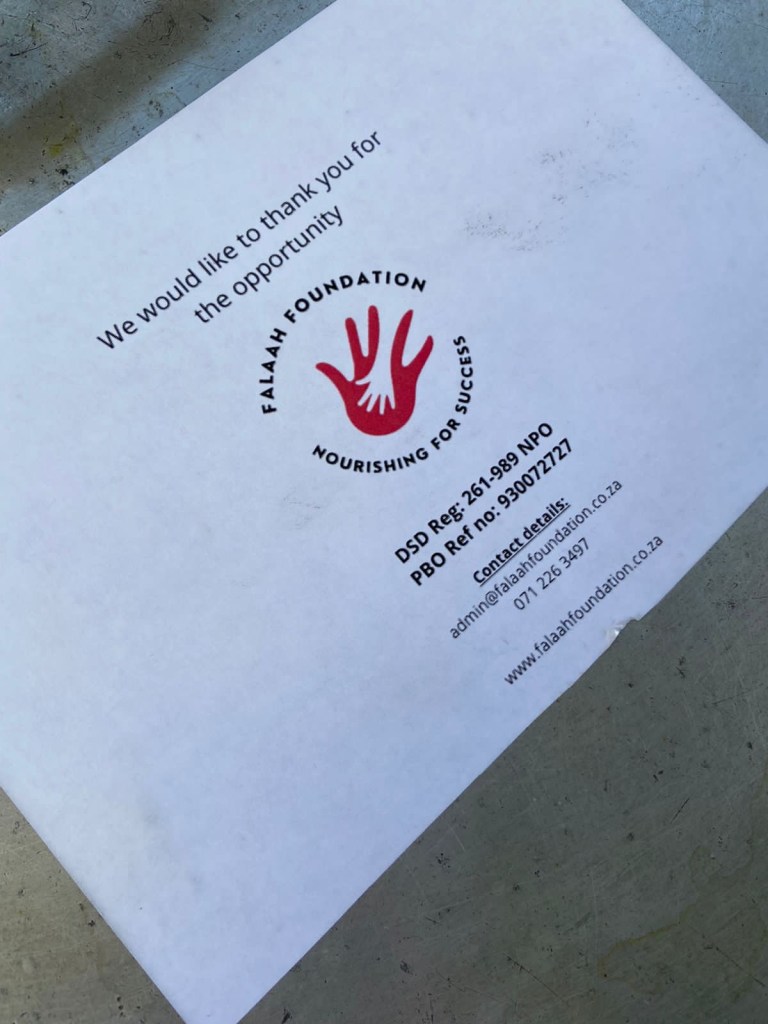 We would like to thank you for
the opportunity
FALAAH FOUNDATION
NOURISHING FOR SUCCESS
DSD Reg: 261-989 NPO
PBO Ref no: 930072727
Contact details:
admin@falaahfoundation.co.za
071 226 3497
www.falaahfoundation.co.za